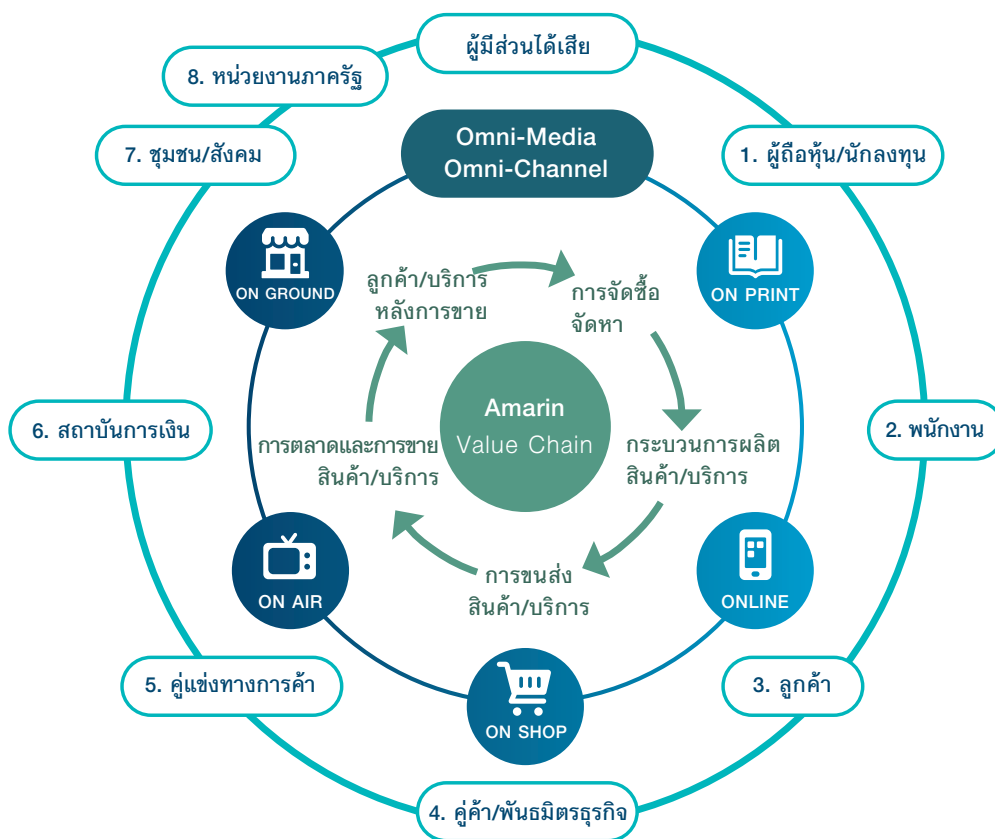 ผู้มีส่วนได้เสีย
8. หน่วยงานภาครัฐ
7. ชุมชน/สังคม
Omni-Media
Omni-Channel
1. ผู้ถือหุ้น/นักลงทุน
ON GROUND
ON PRINT
ลูกค้า/บริการ
หลังการขาย
การจัดซื้อ
จัดหา
Amarin
Value Chain
6. สถาบันการเงิน
2. พนักงาน
การตลาดและการขาย
สินค้า/บริการ
กระบวนการผลิต
สินค้า/บริการ
การขนส่ง
สินค้า/บริการ
ON AIR
ONLINE
5. คู่แข่งทางการค้า
3. ลูกค้า
ON SHOP
4. คู่ค้า/พันธมิตรธุรกิจ